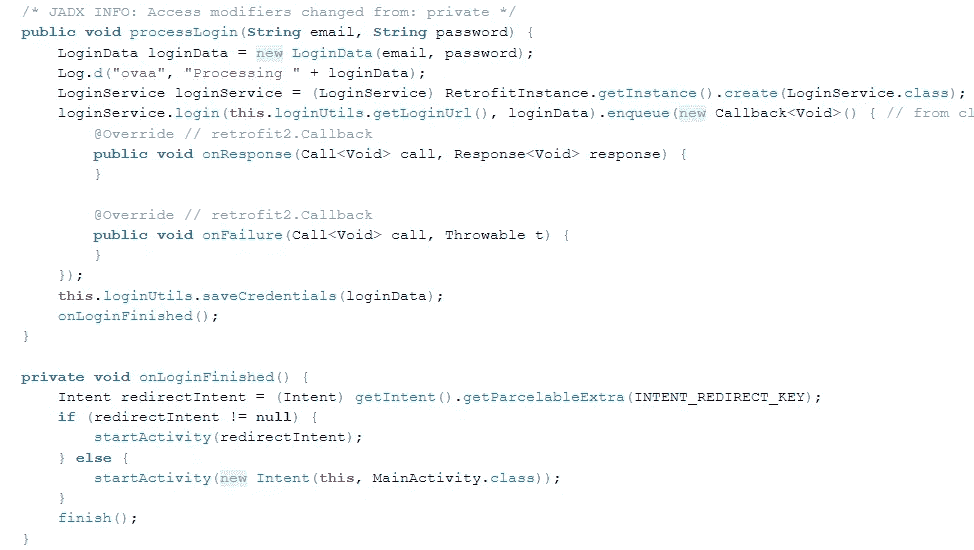 /* JADX INFO: Access modifiers changed from: private */
public void processLogin(String email, String password) {
LoginData loginData = new LoginData(email, password);
Log.d("ovaa", "Processing " + loginData);
LoginService loginService = (LoginService) RetrofitInstance.getInstance().create(LoginService.class);
loginService.login(this.loginUtils.getLoginUrl(), loginData).enqueue(new Callback<Void>() { // from cl
@Override // retrofit2.Callback
public void onResponse(Call<Void> call, Response<Void> response) {
}
@Override // retrofit2.Callback
public void onFailure(Call<Void> call, Throwable t) {
}
});
this.loginUtils.saveCredentials(loginData);
onLoginFinished();
}
private void onLoginFinished() {
Intent redirectIntent = (Intent) getIntent().getParcelableExtra(INTENT_REDIRECT_KEY);
if (redirectIntent != null) {
startActivity(redirectIntent);
} else {
startActivity(new Intent(this, MainActivity.class));
}
finish();
}